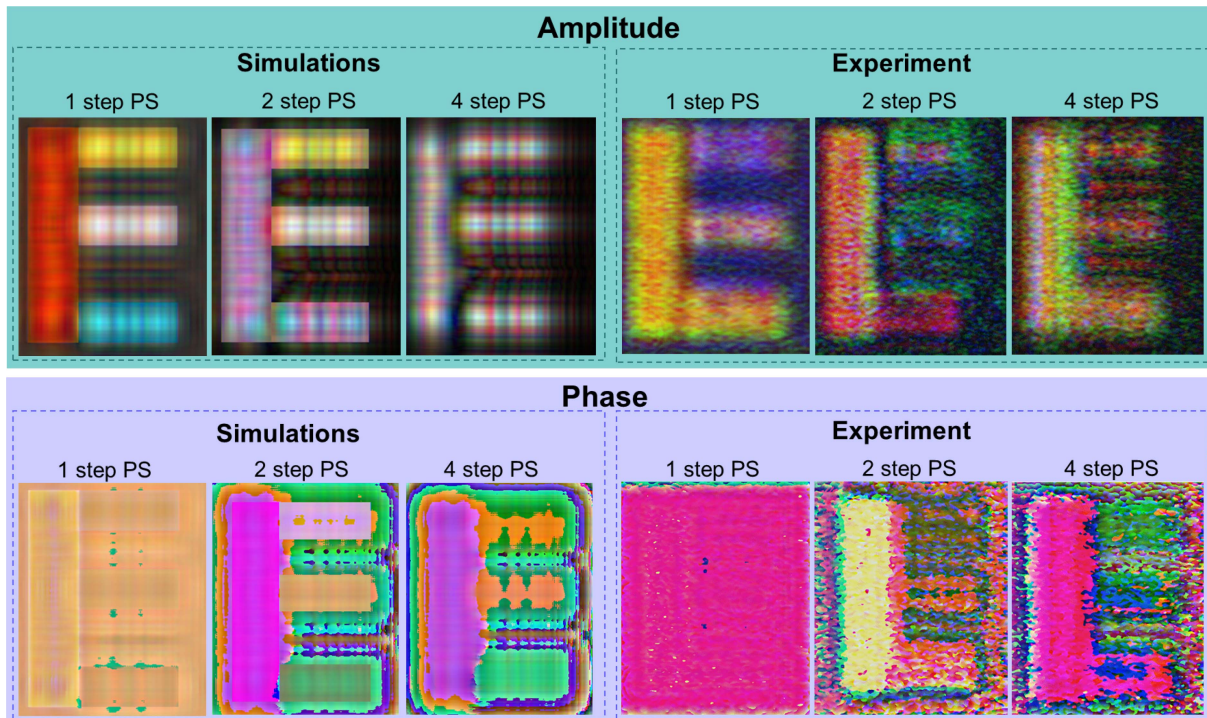 Amplitude
Simulations
Experiment
1 step PS
2 step PS
4 step PS
1 step PS
2 step PS
4 step PS
Phase
Simulations
Experiment
1 step PS
2 step PS
4 step PS
1 step PS
2 step PS
4 step PS